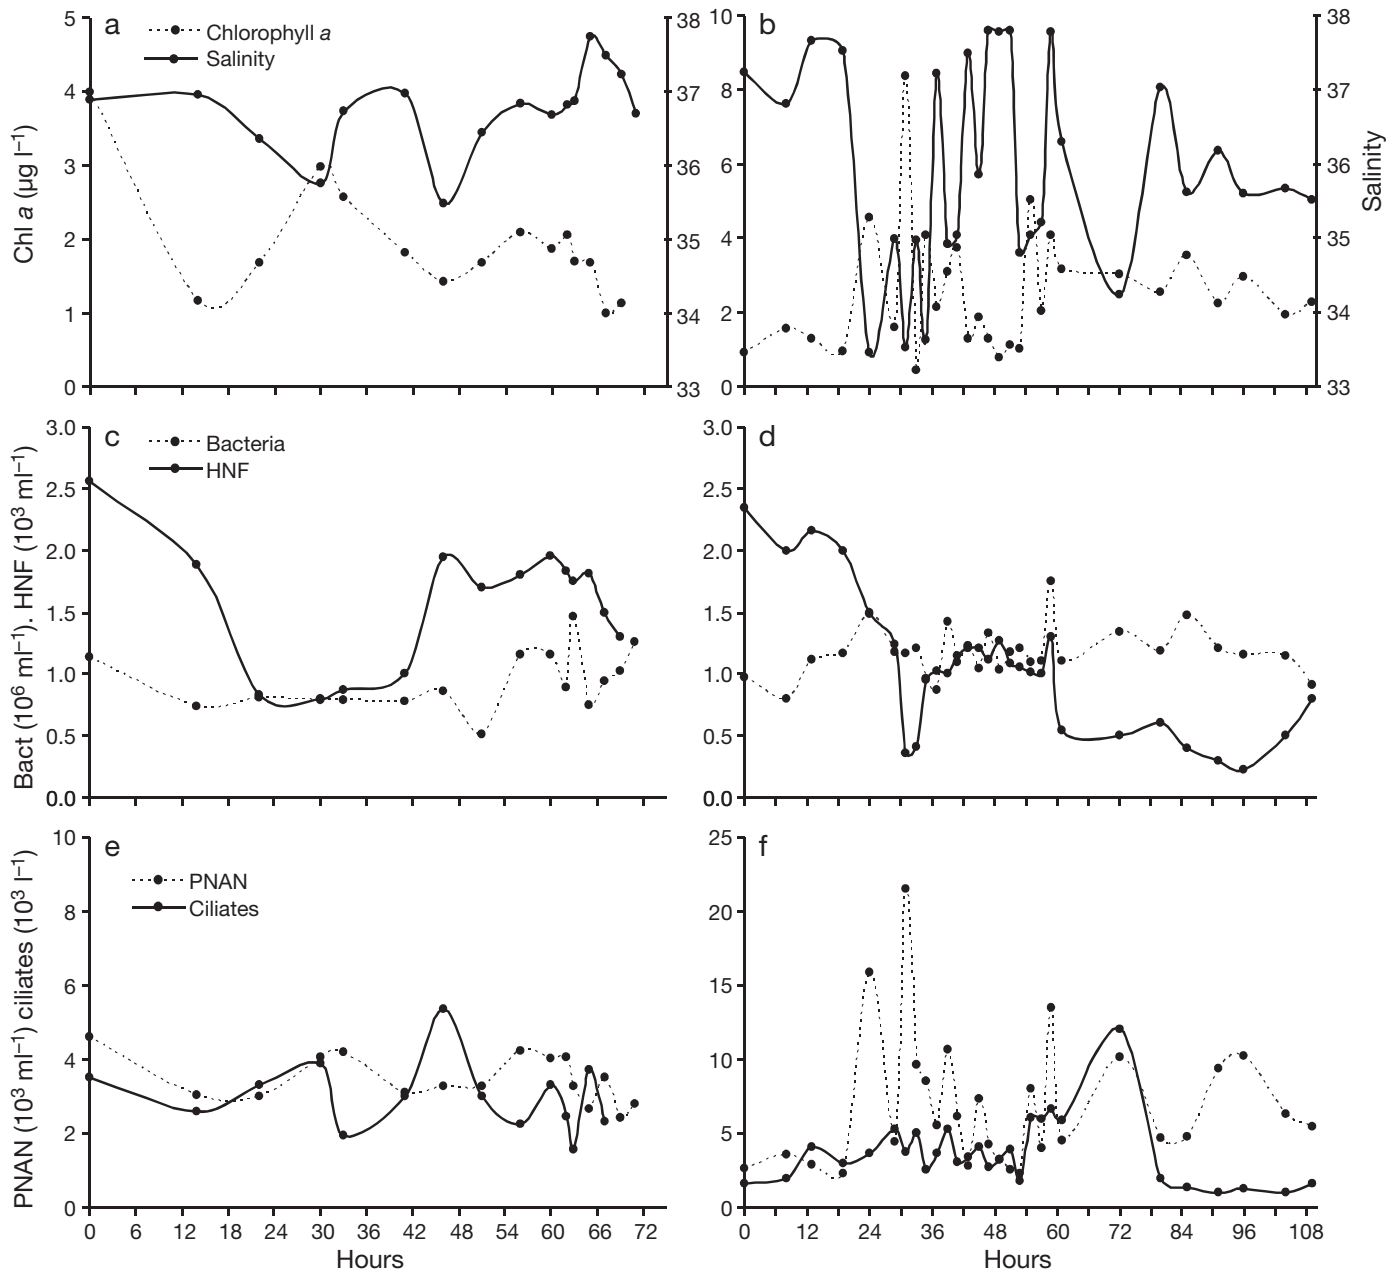 a
Chlorophyll a
Salinity
Chl a (µg l–1)
5
4
3
2
1
0
38
37
36
35
34
33
b
10
8
6
4
2
0
38
37
36
35
34
33
Salinity
c
Bacteria
HNF
Bact (10⁶ ml⁻¹). HNF (10³ ml⁻¹)
3.0
2.5
2.0
1.5
1.0
0.5
0.0
d
3.0
2.5
2.0
1.5
1.0
0.5
0.0
e
PNAN
Ciliates
PNAN (10³ ml⁻¹) ciliates (10³ l⁻¹)
10
8
6
4
2
0
0 6 12 18 24 30 36 42 48 54 60 66 72
Hours
f
25
20
15
10
5
0
0 12 24 36 48 60 72 84 96 108
Hours